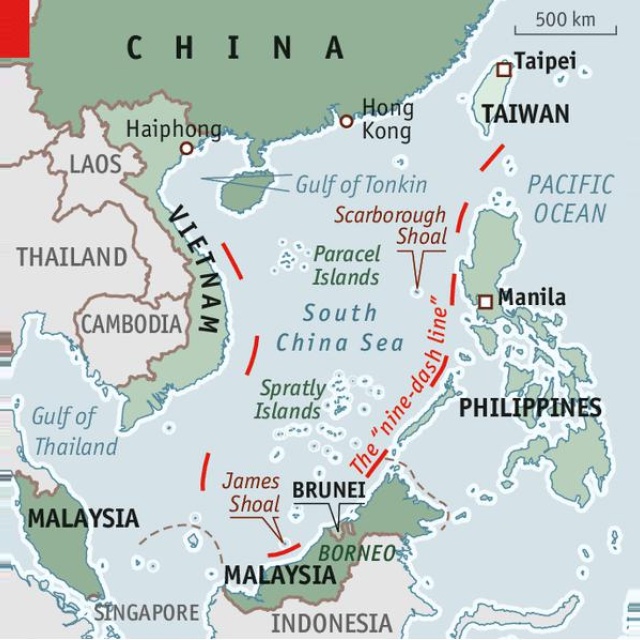 500 km
CHINA
Taipei
TAIWAN
Hong
Kong
Haiphong
LAOS
Gulf of Tonkin
PACIFIC
OCEAN
Scarborough
Shoal
VIETNAM
THAILAND
Paracel
Islands
Manila
South
China Sea
CAMBODIA
The “nine-dash line”
Spratly
Islands
PHILIPPINES
Gulf of
Thailand
James
Shoal
BRUNEI
MALAYSIA
BORNEO
MALAYSIA
SINGAPORE
INDONESIA